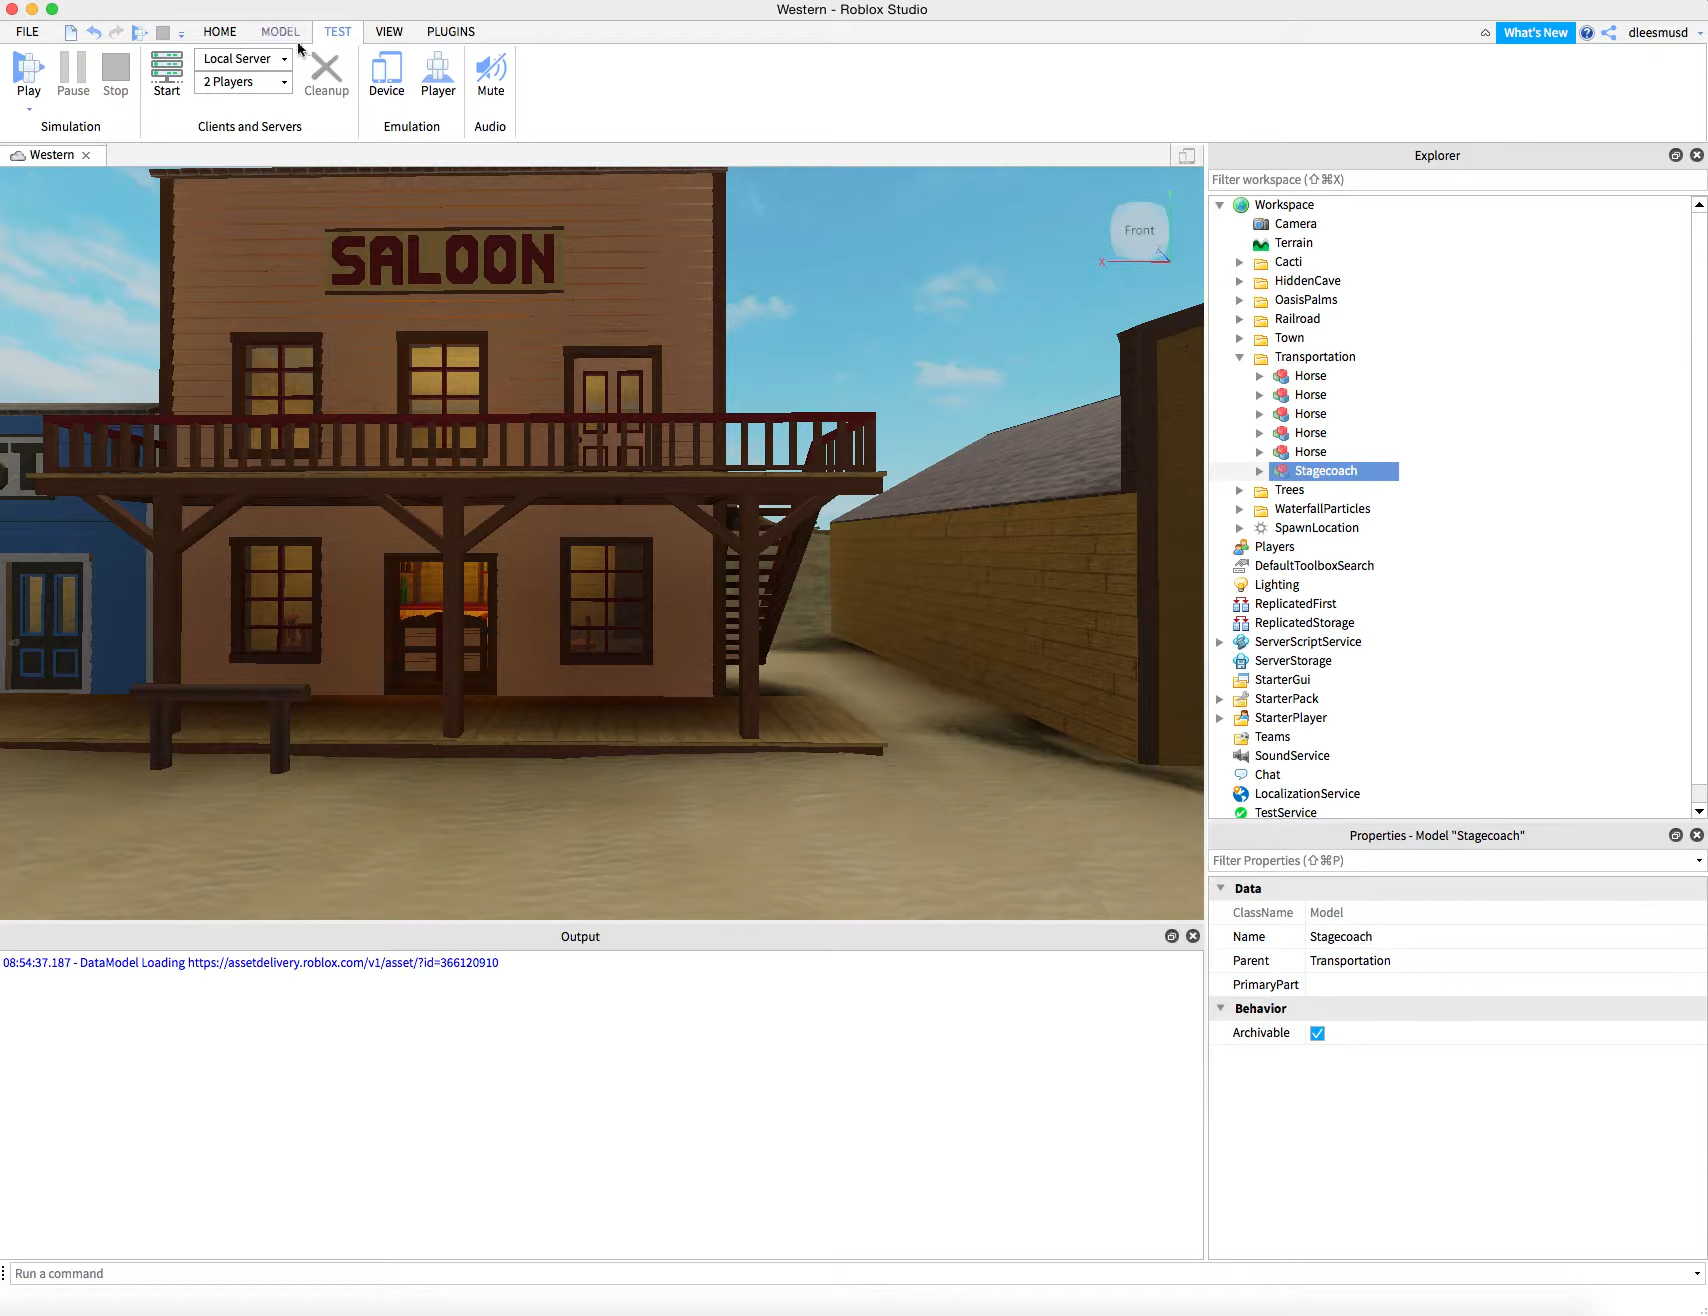 Western - Roblox Studio
FILE
HOME
MODEL
TEST
VIEW
PLUGINS
What's New
dleesmusd
Play
Pause
Stop
Simulation
Start
Local Server
2 Players
Cleanup
Clients and Servers
Device
Player
Emulation
Mute
Audio
Western
SALOON
Front
Y
X
Explorer
Filter workspace (⇧⌘X)
Workspace
Camera
Terrain
Cacti
HiddenCave
OasisPalms
Railroad
Town
Transportation
Horse
Horse
Horse
Horse
Horse
Stagecoach
Trees
WaterfallParticles
SpawnLocation
Players
DefaultToolboxSearch
Lighting
ReplicatedFirst
ReplicatedStorage
ServerScriptService
ServerStorage
StarterGui
StarterPack
StarterPlayer
Teams
SoundService
Chat
LocalizationService
TestService
Properties - Model "Stagecoach"
Filter Properties (⇧⌘P)
Data
ClassName Model
Name Stagecoach
Parent Transportation
PrimaryPart
Behavior
Archivable
Output
08:54:37.187 - DataModel Loading https://assetdelivery.roblox.com/v1/asset/?id=366120910
Run a command